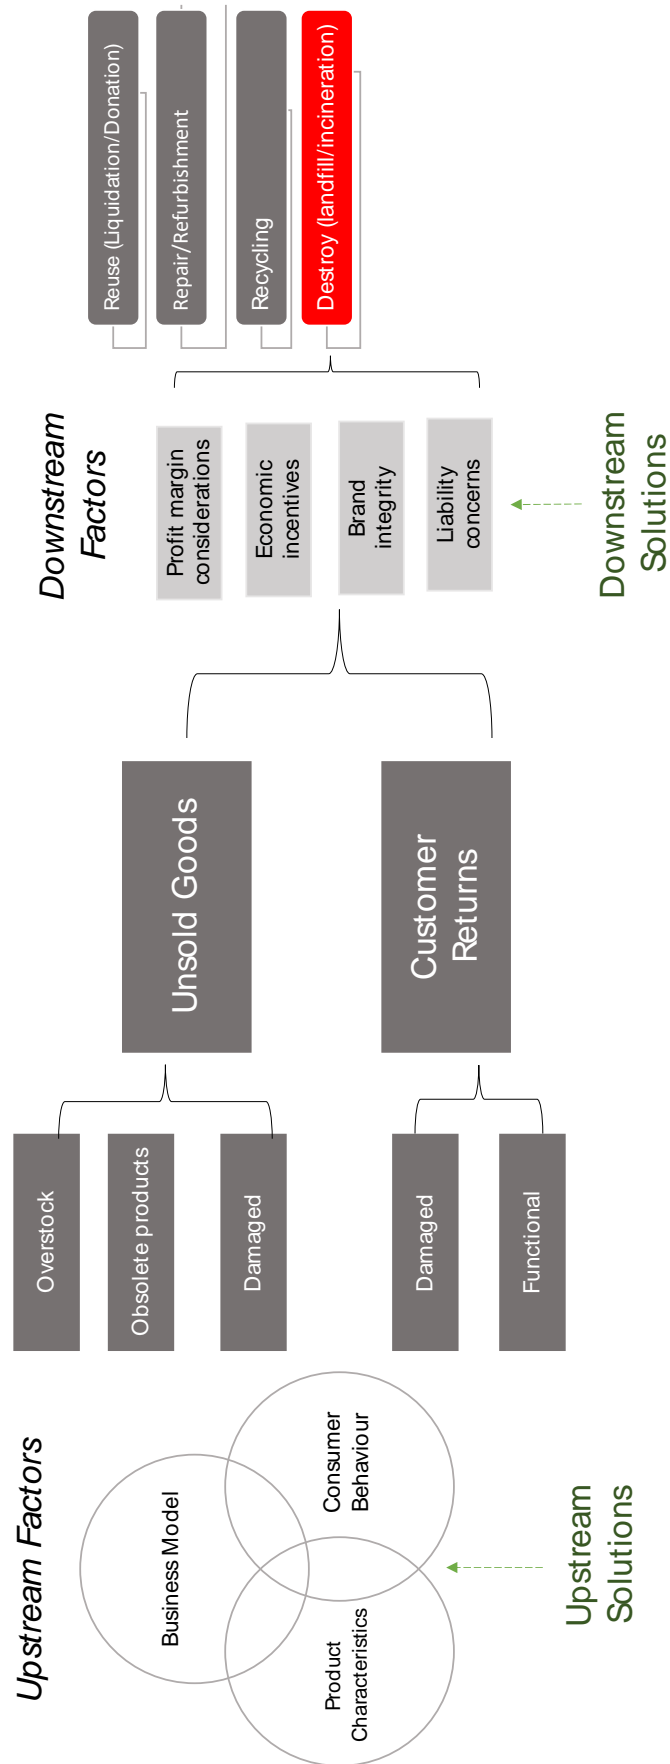 Upstream Factors
Business Model
Product
Characteristics
Consumer
Behaviour
Upstream
Solutions
Overstock
Obsolete products
Damaged
Damaged
Functional
Unsold Goods
Customer
Returns
Downstream
Factors
Profit margin
considerations
Economic
incentives
Brand
integrity
Liability
concerns
Downstream
Solutions
Reuse (Liquidation/Donation)
Repair/Refurbishment
Recycling
Destroy (landfill/incineration)